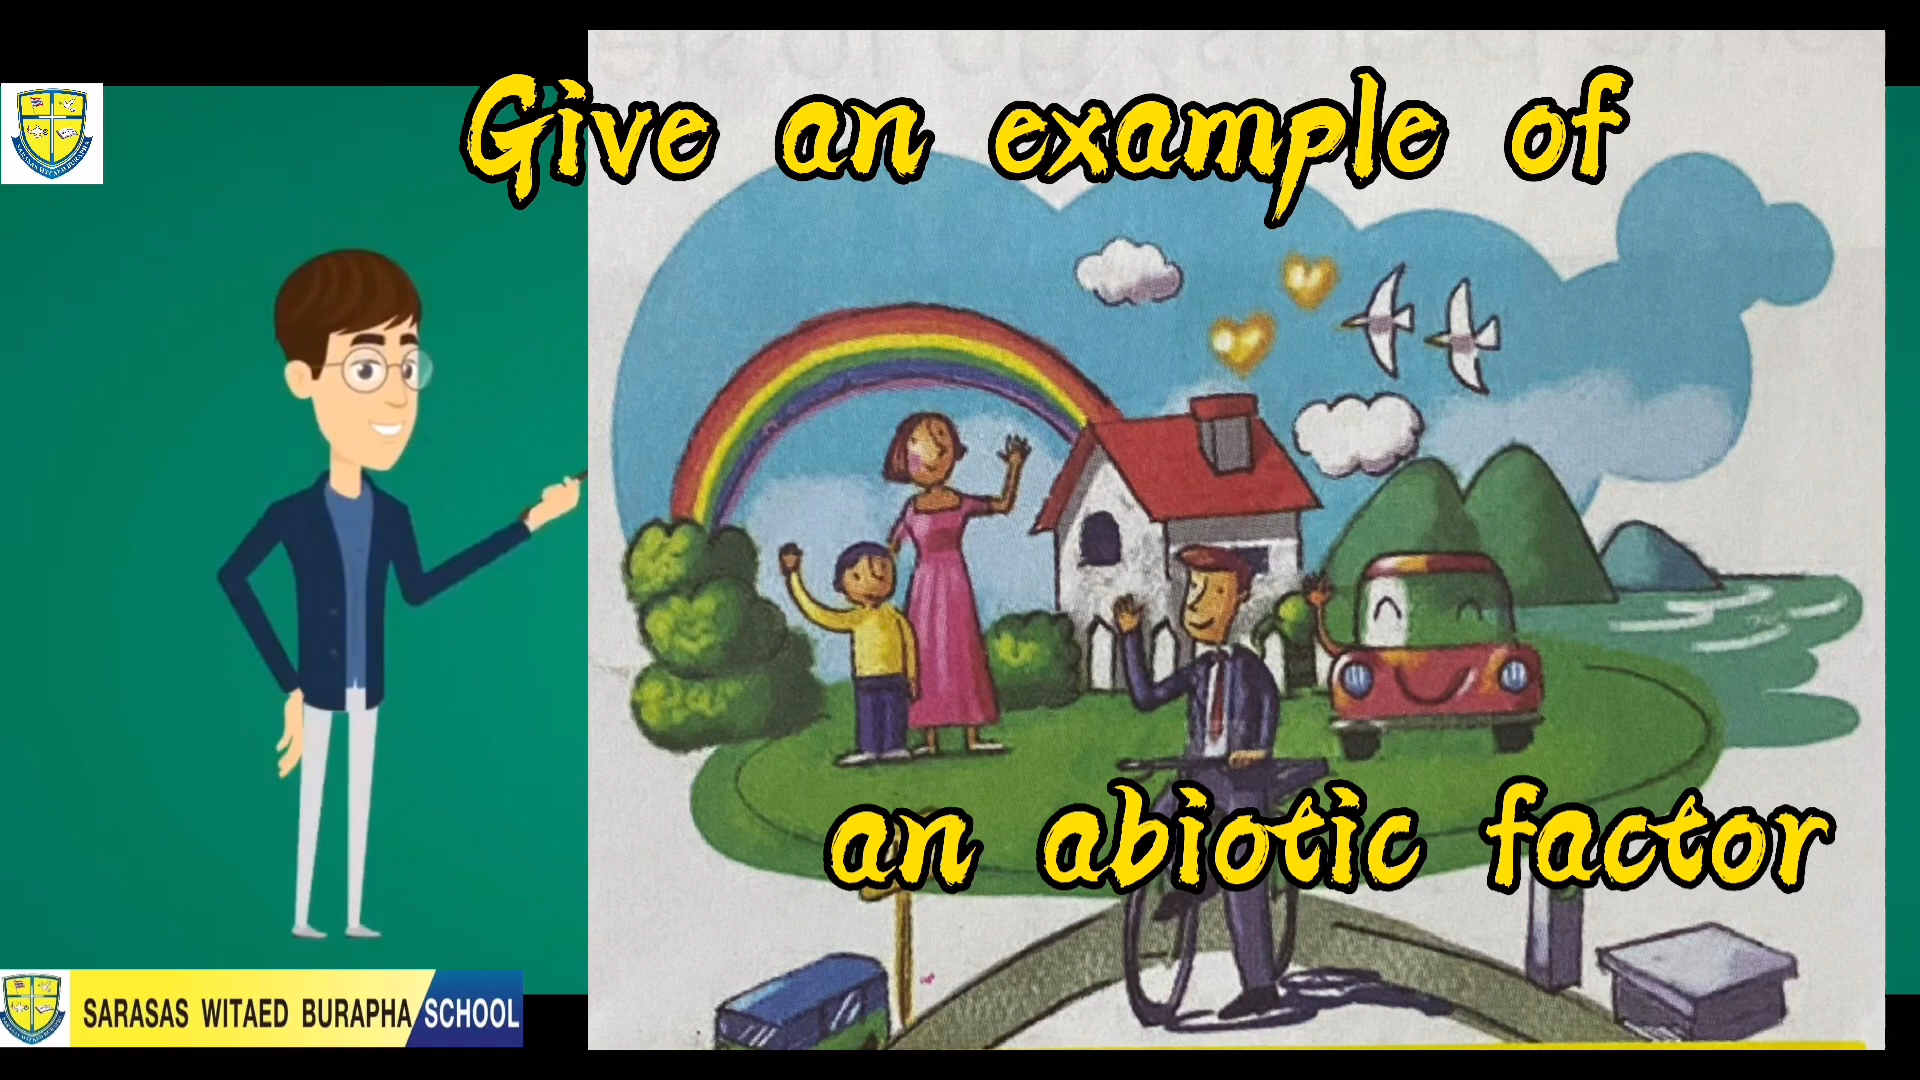 Give an example of
an abiotic factor
SARASAS WITAED BURAPHA SCHOOL